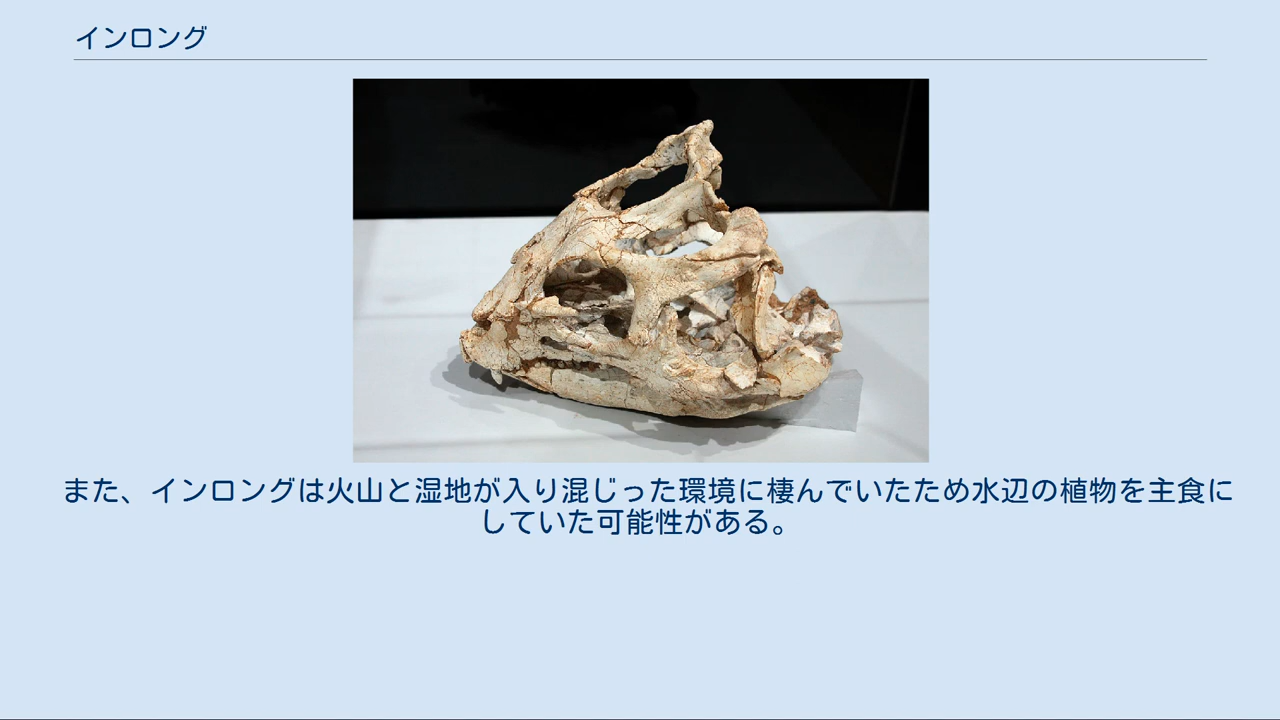 インロング
また、インロングは火山と湿地が入り混じった環境に棲んでいたため水辺の植物を主食に
していた可能性がある。